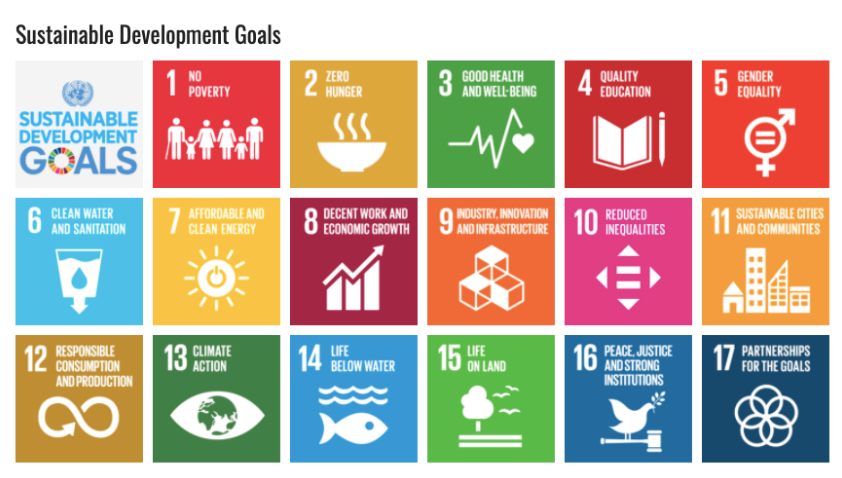 Sustainable Development Goals
SUSTAINABLE
DEVELOPMENT
GOALS
1 NO
POVERTY
2 ZERO
HUNGER
3 GOOD HEALTH
AND WELL-BEING
4 QUALITY
EDUCATION
5 GENDER
EQUALITY
6 CLEAN WATER
AND SANITATION
7 AFFORDABLE AND
CLEAN ENERGY
8 DECENT WORK AND
ECONOMIC GROWTH
9 INDUSTRY, INNOVATION
AND INFRASTRUCTURE
10 REDUCED
INEQUALITIES
11 SUSTAINABLE CITIES
AND COMMUNITIES
12 RESPONSIBLE
CONSUMPTION
AND PRODUCTION
13 CLIMATE
ACTION
14 LIFE
BELOW WATER
15 LIFE
ON LAND
16 PEACE, JUSTICE
AND STRONG
INSTITUTIONS
17 PARTNERSHIPS
FOR THE GOALS